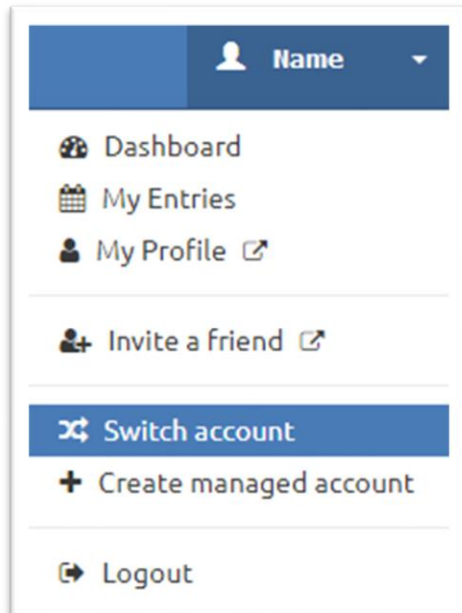 Name
Dashboard
My Entries
My Profile
Invite a friend
Switch account
Create managed account
Logout